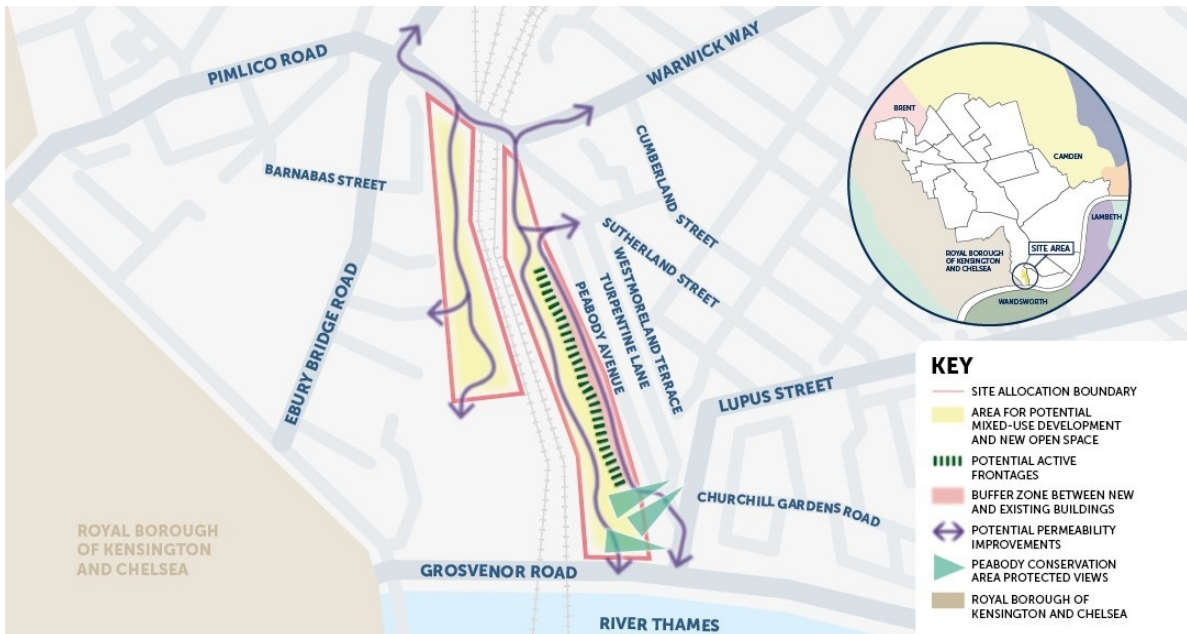 PIMLICO ROAD
WARWICK WAY
BARNABAS STREET
CUMBERLAND STREET
SUTHERLAND STREET
WESTMORELAND TERRACE
TURPENTINE LANE
PEABODY AVENUE
EBURY BRIDGE ROAD
LUPUS STREET
CHURCHILL GARDENS ROAD
GROSVENOR ROAD
RIVER THAMES
ROYAL BOROUGH
OF KENSINGTON
AND CHELSEA
BRENT
CAMDEN
LAMBETH
SITE AREA
ROYAL BOROUGH
OF KENSINGTON
AND CHELSEA
WANDSWORTH
KEY
SITE ALLOCATION BOUNDARY
AREA FOR POTENTIAL
MIXED-USE DEVELOPMENT
AND NEW OPEN SPACE
POTENTIAL ACTIVE
FRONTAGES
BUFFER ZONE BETWEEN NEW
AND EXISTING BUILDINGS
POTENTIAL PERMEABILITY
IMPROVEMENTS
PEABODY CONSERVATION
AREA PROTECTED VIEWS
ROYAL BOROUGH OF
KENSINGTON AND CHELSEA